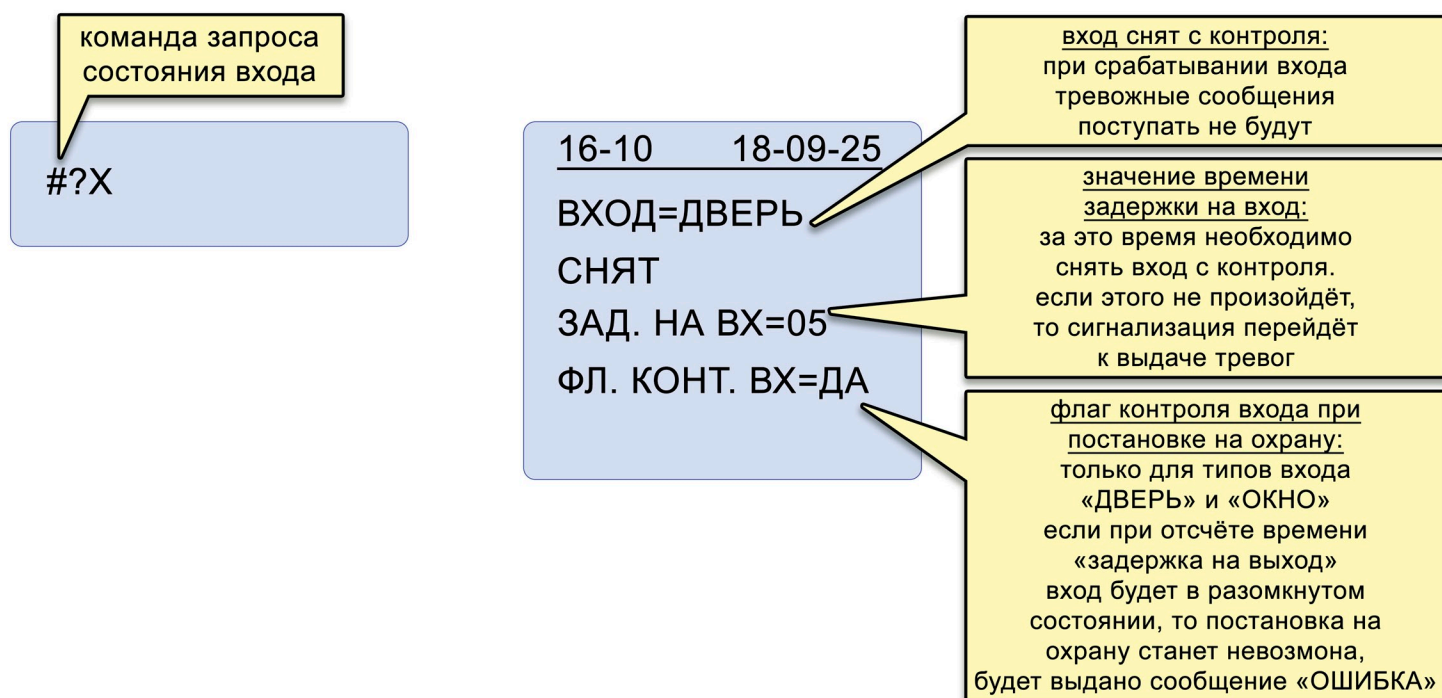 команда запроса
состояния входа
#?X
16-10 18-09-25
ВХОД=ДВЕРЬ
СНЯТ
ЗАД. НА ВХ=05
ФЛ. КОНТ. ВХ=ДА
вход снят с контроля:
при срабатывании входа
тревожные сообщения
поступать не будут
значение времени
задержки на вход:
за это время необходимо
снять вход с контроля.
если этого не произойдёт,
то сигнализация перейдёт
к выдаче тревог
флаг контроля входа при
постановке на охрану:
только для типов входа
«ДВЕРЬ» и «ОКНО»
если при отсчёте времени
«задержка на выход»
вход будет в разомкнутом
состоянии, то постановка на
охрану станет невозмона,
будет выдано сообщение «ОШИБКА»